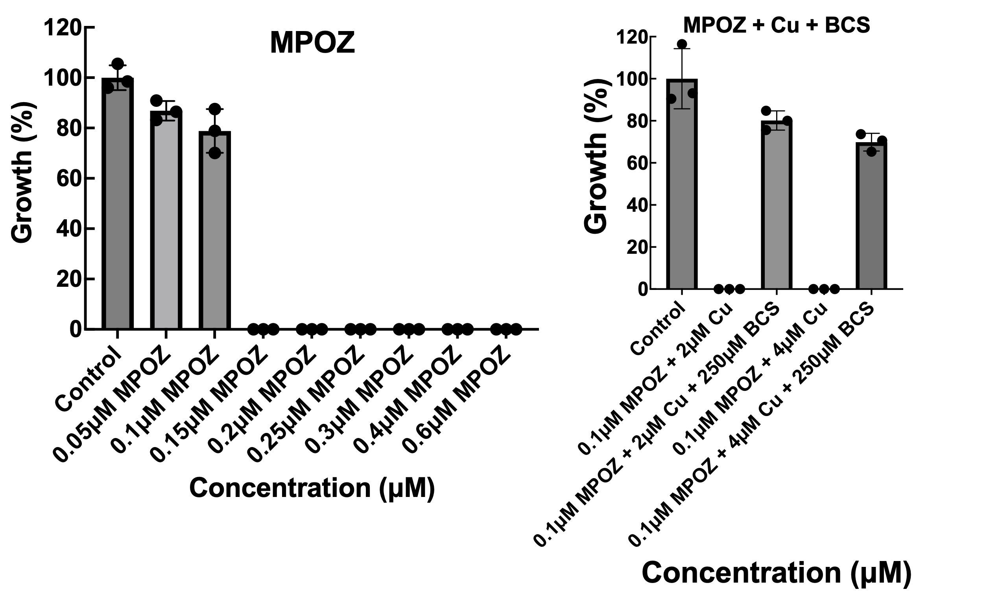 MPOZ
Growth (%)
120
100
80
60
40
20
0
Control
0.05µM MPOZ
0.1µM MPOZ
0.15µM MPOZ
0.2µM MPOZ
0.25µM MPOZ
0.3µM MPOZ
0.4µM MPOZ
0.6µM MPOZ
Concentration (µM)
MPOZ + Cu + BCS
Growth (%)
120
100
80
60
40
20
0
Control
0.1µM MPOZ + 2µM Cu
0.1µM MPOZ + 2µM Cu + 250µM BCS
0.1µM MPOZ + 4µM Cu
0.1µM MPOZ + 4µM Cu + 250µM BCS
Concentration (µM)